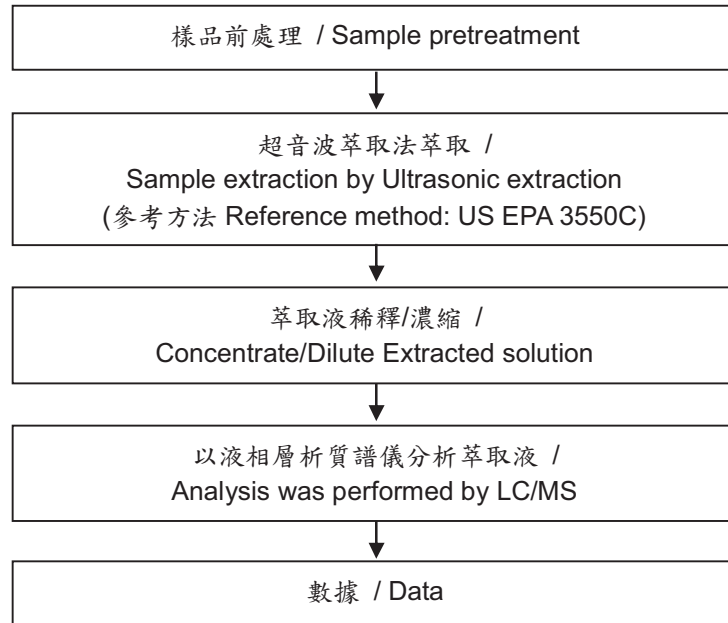 樣品前處理 / Sample pretreatment
超音波萃取法萃取 /
Sample extraction by Ultrasonic extraction
(參考方法 Reference method: US EPA 3550C)
萃取液稀釋/濃縮 /
Concentrate/Dilute Extracted solution
以液相層析質譜儀分析萃取液 /
Analysis was performed by LC/MS
數據 / Data